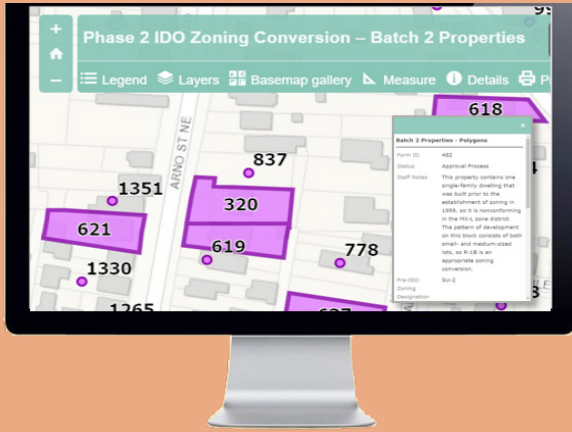 +
−
Phase 2 IDO Zoning Conversion – Batch 2 Properties
Legend Layers Basemap gallery Measure Details
618
Batch 2 Properties - Polygons
Form ID 482
Status Approval Process
Staff Notes This property contains one
single-family dwelling that
was built prior to the
establishment of zoning in
1959, so it is nonconforming
in the MX-L zone district.
The pattern of development
on this block consists of both
small- and medium-sized
lots, so R-1B is an
appropriate zoning
conversion.
Pre-IDO SU-2
Zoning
Designation
ARNO ST NE
837
1351
320
621
619
778
1330
1265